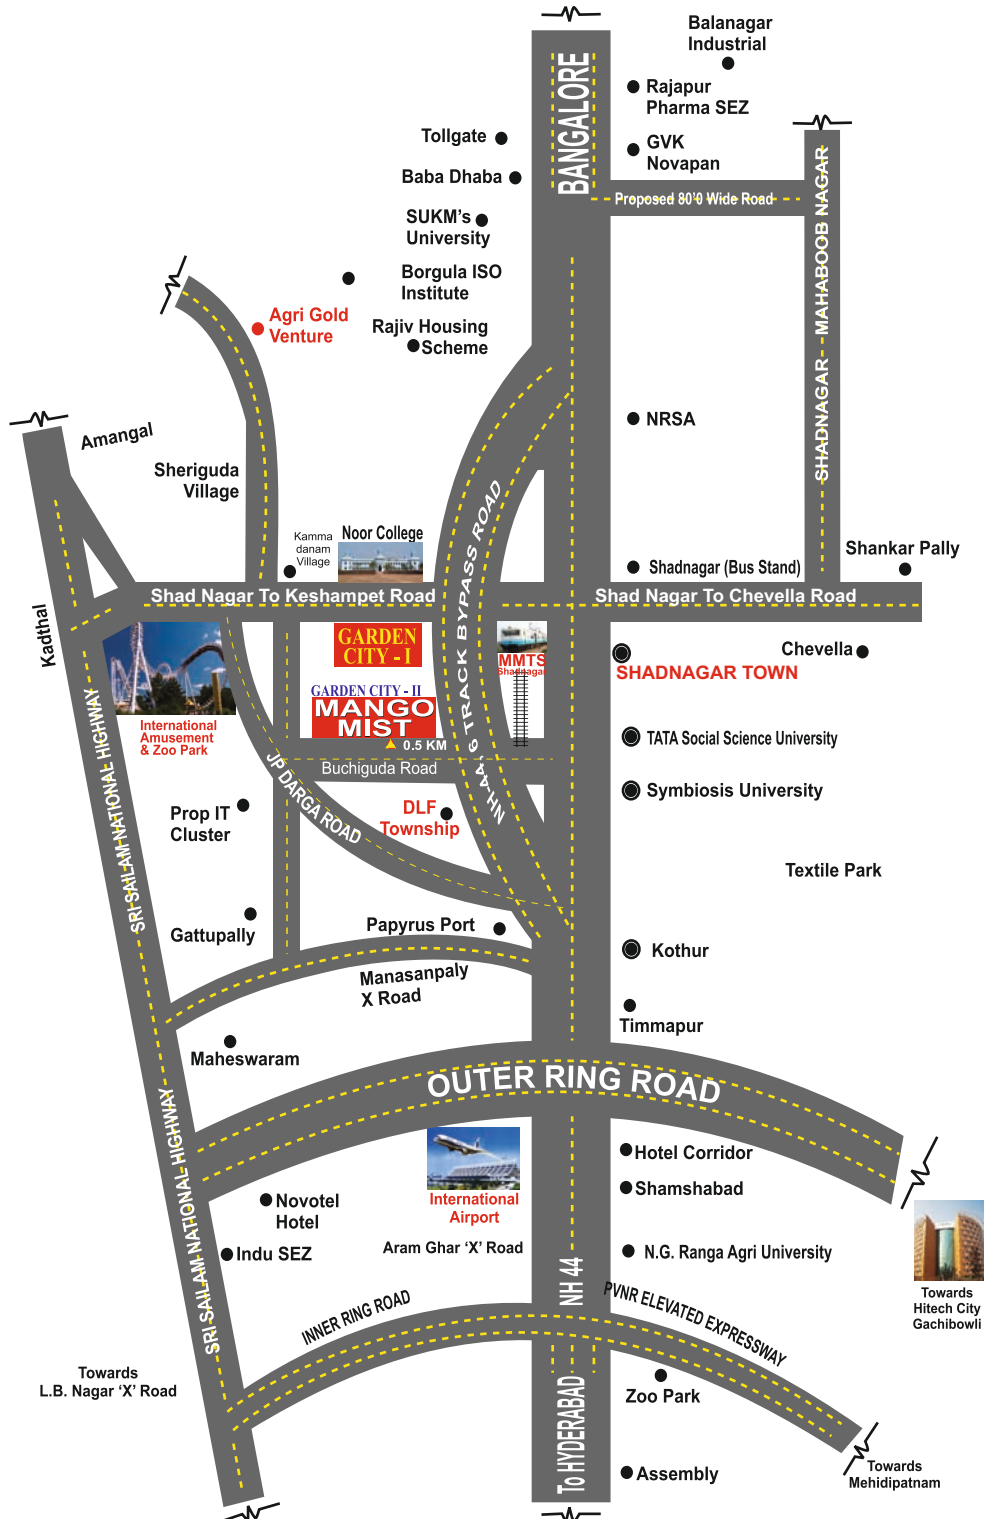 Balanagar
Industrial
BANGALORE
Rajapur
Pharma SEZ
Tollgate
GVK
Novapan
Baba Dhaba
Proposed 80'0 Wide Road
SUKM's
University
SHADNAGAR MAHABOOB NAGAR
Borgula ISO
Institute
Agri Gold
Venture
Rajiv Housing
Scheme
NRSA
Amangal
Sheriguda
Village
Kamma
danam
Village
Noor College
Shadnagar (Bus Stand)
Shankar Pally
Shad Nagar To Keshampet Road
Shad Nagar To Chevella Road
NH-44, 6 TRACK BYPASS ROAD
Kadthal
GARDEN
CITY - I
MMTS
Shadnagar
Chevella
SHADNAGAR TOWN
GARDEN CITY - II
MANGO
MIST
International
Amusement
& Zoo Park
0.5 KM
Buchiguda Road
TATA Social Science University
Symbiosis University
JP DARGA ROAD
SRI SAILAM NATIONAL HIGHWAY
Prop IT
Cluster
DLF
Township
Textile Park
Gattupally
Papyrus Port
Kothur
Manasanpaly
X Road
Timmapur
Maheswaram
OUTER RING ROAD
SRI SAILAM NATIONAL HIGHWAY
Hotel Corridor
International
Airport
Shamshabad
Novotel
Hotel
Aram Ghar ‘X’ Road
N.G. Ranga Agri University
Indu SEZ
NH 44
Towards
Hitech City
Gachibowli
INNER RING ROAD
PVNR ELEVATED EXPRESSWAY
Towards
L.B. Nagar ‘X’ Road
To HYDERABAD
Zoo Park
Assembly
Towards
Mehidipatnam